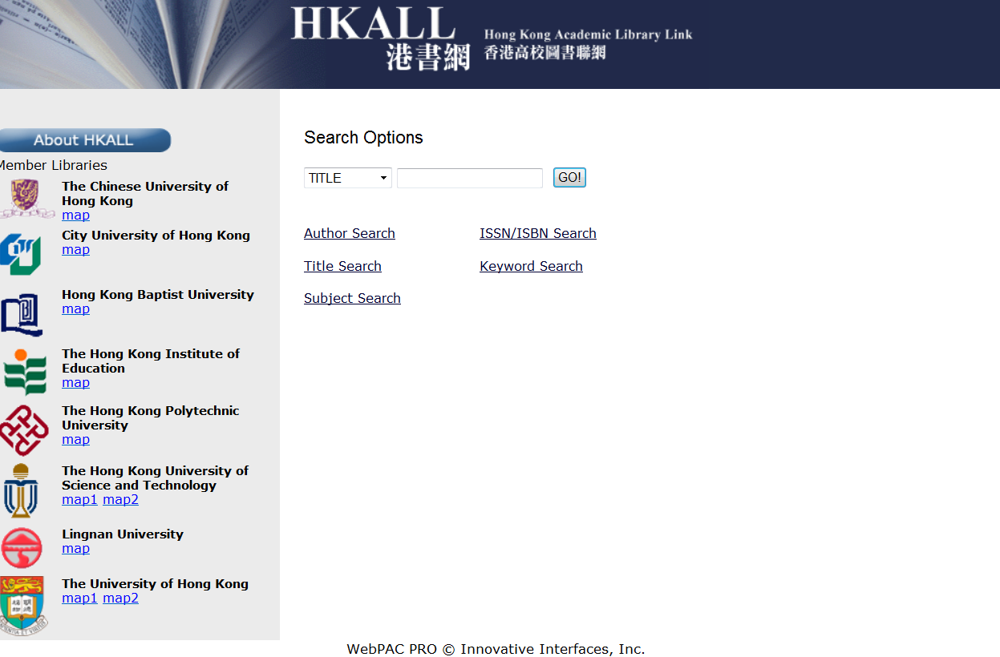 HKALL
港書網
Hong Kong Academic Library Link
香港高校圖書聯網
About HKALL
Member Libraries
The Chinese University of
Hong Kong
map
City University of Hong Kong
map
Hong Kong Baptist University
map
The Hong Kong Institute of
Education
map
The Hong Kong Polytechnic
University
map
The Hong Kong University of
Science and Technology
map1 map2
Lingnan University
map
The University of Hong Kong
map1 map2
Search Options
TITLE GO!
Author Search ISSN/ISBN Search
Title Search Keyword Search
Subject Search
WebPAC PRO © Innovative Interfaces, Inc.